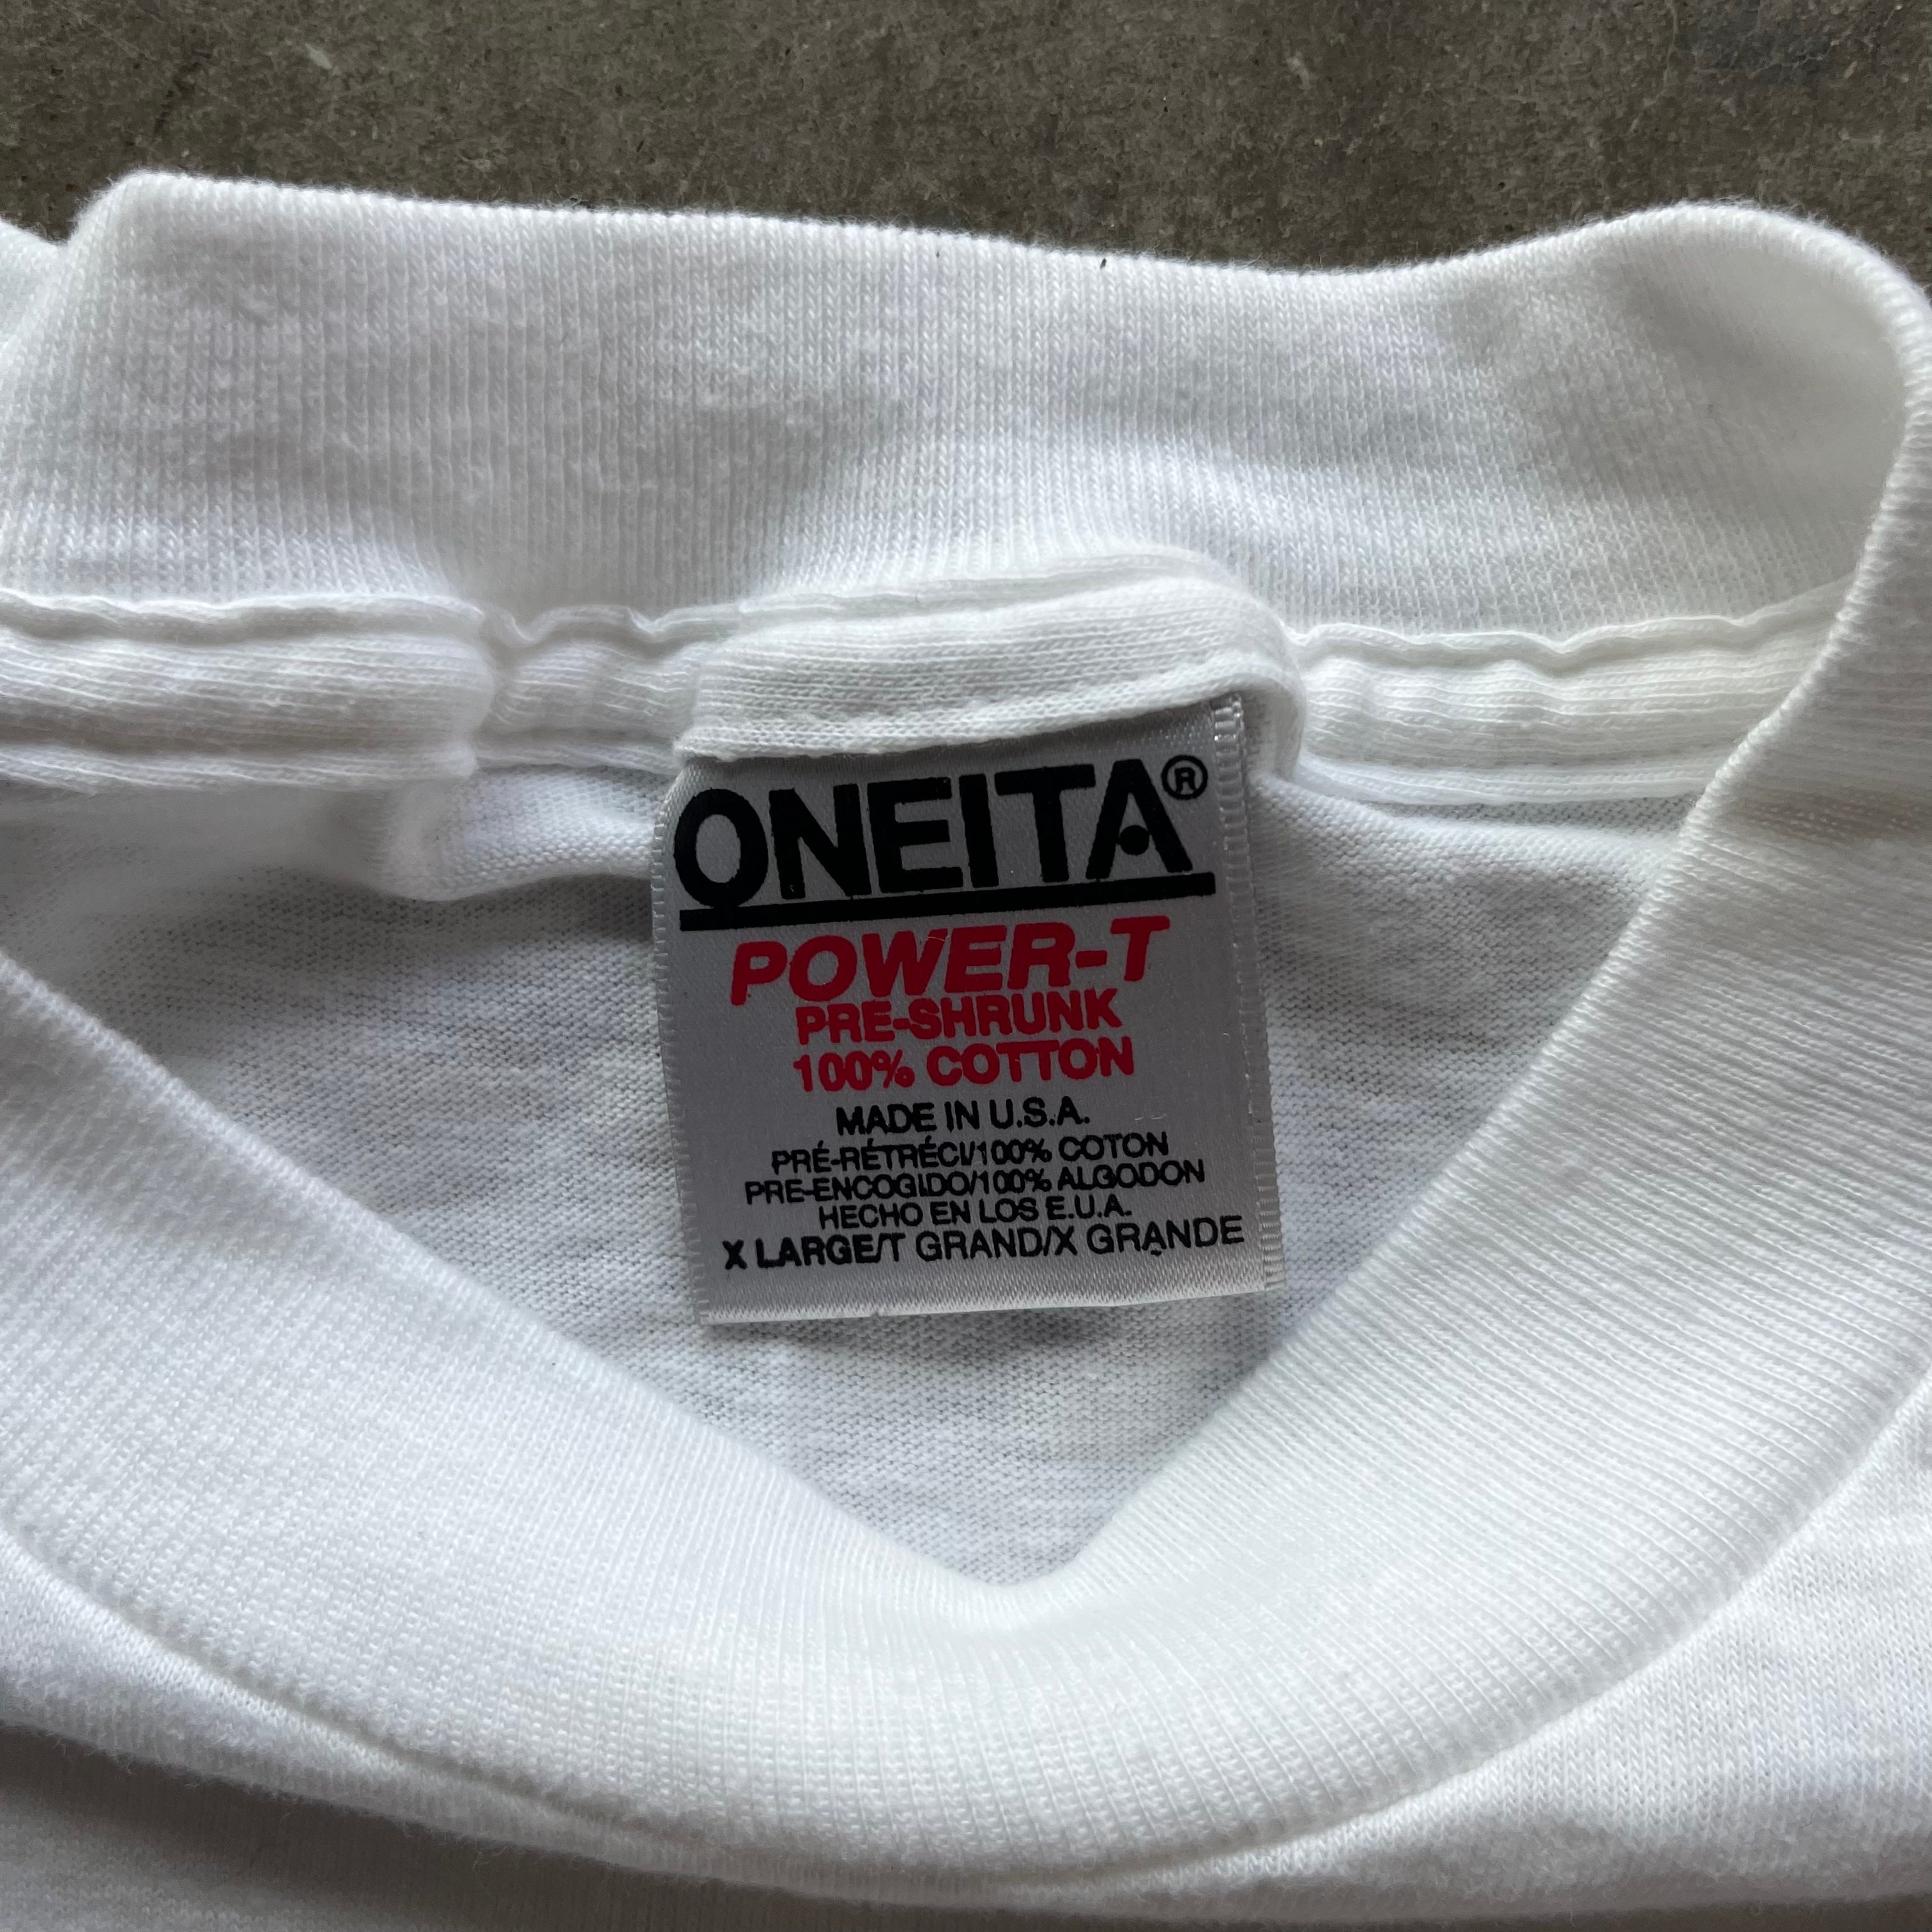 ONEITA®
POWER-T
PRE-SHRUNK
100% COTTON
MADE IN U.S.A.
PRÉ-RÉTRÉCI/100% COTON
PRE-ENCOGIDO/100% ALGODON
HECHO EN LOS E.U.A.
X LARGE/T GRAND/X GRANDE